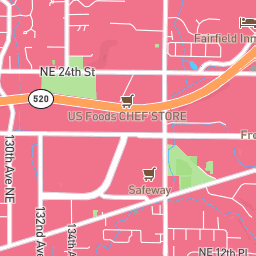 Fairfield Inn
NE 24th St
520
US Foods CHEF'STORE
Fre
130th Ave NE
Safeway
132nd Ave
134th A
NE 12th Pl